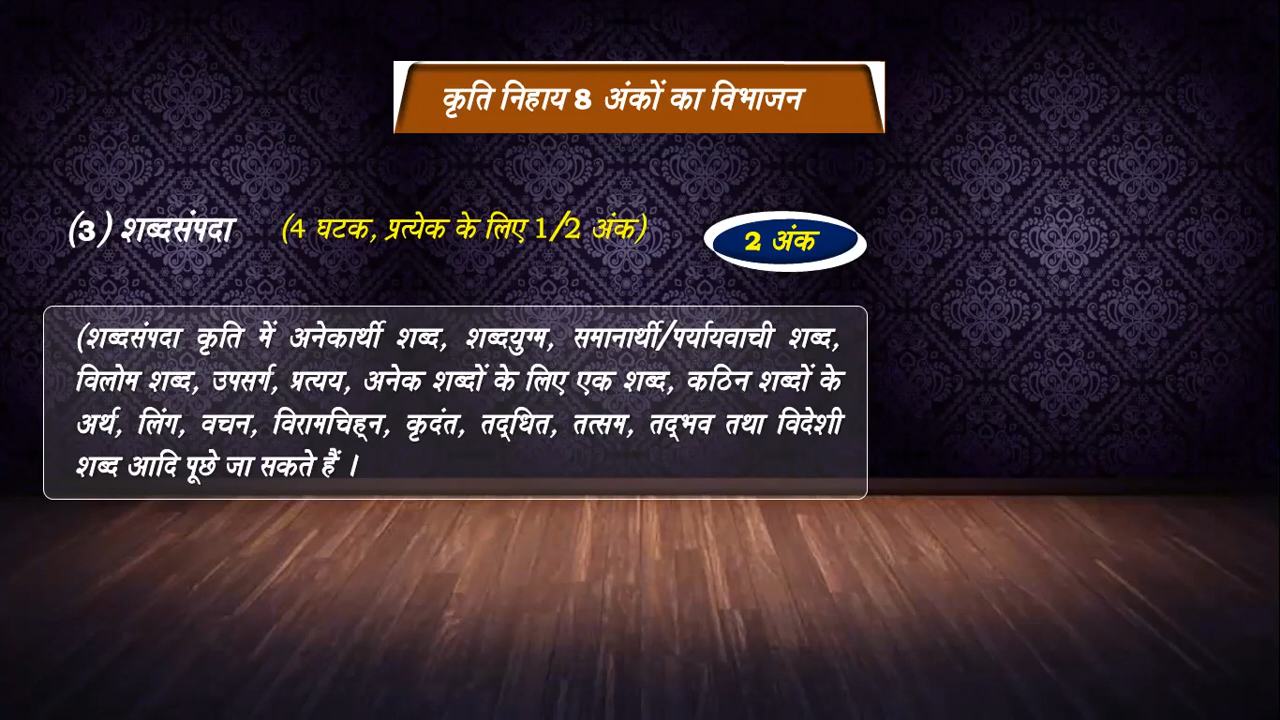 कृति निहाय 8 अंकों का विभाजन
(3) शब्दसंपदा (4 घटक, प्रत्येक के लिए 1/2 अंक) 2 अंक
(शब्दसंपदा कृति में अनेकार्थी शब्द, शब्दयुग्म, समानार्थी/पर्यायवाची शब्द,
विलोम शब्द, उपसर्ग, प्रत्यय, अनेक शब्दों के लिए एक शब्द, कठिन शब्दों के
अर्थ, लिंग, वचन, विरामचिह्‌न, कृदंत, तद्‌धित, तत्सम, तद्‌भव तथा विदेशी
शब्द आदि पूछे जा सकते हैं ।